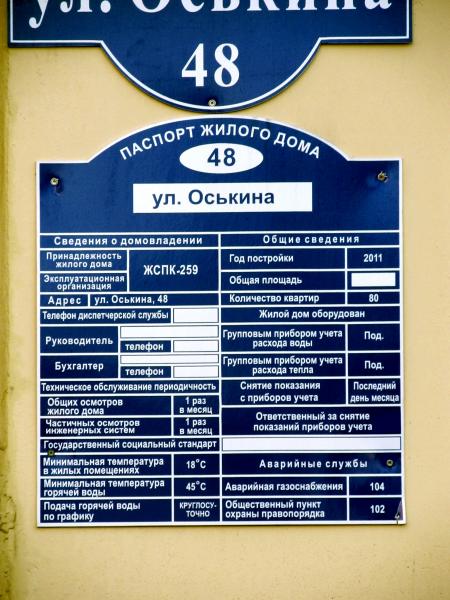 ул. Оськина
48
ПАСПОРТ ЖИЛОГО ДОМА
48
ул. Оськина
Сведения о домовладении
Принадлежность
жилого дома
Эксплуатационная
организация
ЖСПК-259
Адрес ул. Оськина, 48
Телефон диспетчерской службы
Руководитель
телефон
Бухгалтер
телефон
Техническое обслуживание периодичность
Общих осмотров
жилого дома
1 раз
в месяц
Частичных осмотров
инженерных систем
1 раз
в месяц
Государственный социальный стандарт
Минимальная температура
в жилых помещениях
18°С
Минимальная температура
горячей воды
45°С
Подача горячей воды
по графику
КРУГЛОСУ-
ТОЧНО
Общие сведения
Год постройки 2011
Общая площадь
Количество квартир 80
Жилой дом оборудован
Групповым прибором учета
расхода воды
Под.
Групповым прибором учета
расхода тепла
Под.
Снятие показания
с приборов учета
Последний
день месяца
Ответственный за снятие
показаний приборов учета
Аварийные службы
Аварийная газоснабжения 104
Общественный пункт
охраны правопорядка
102